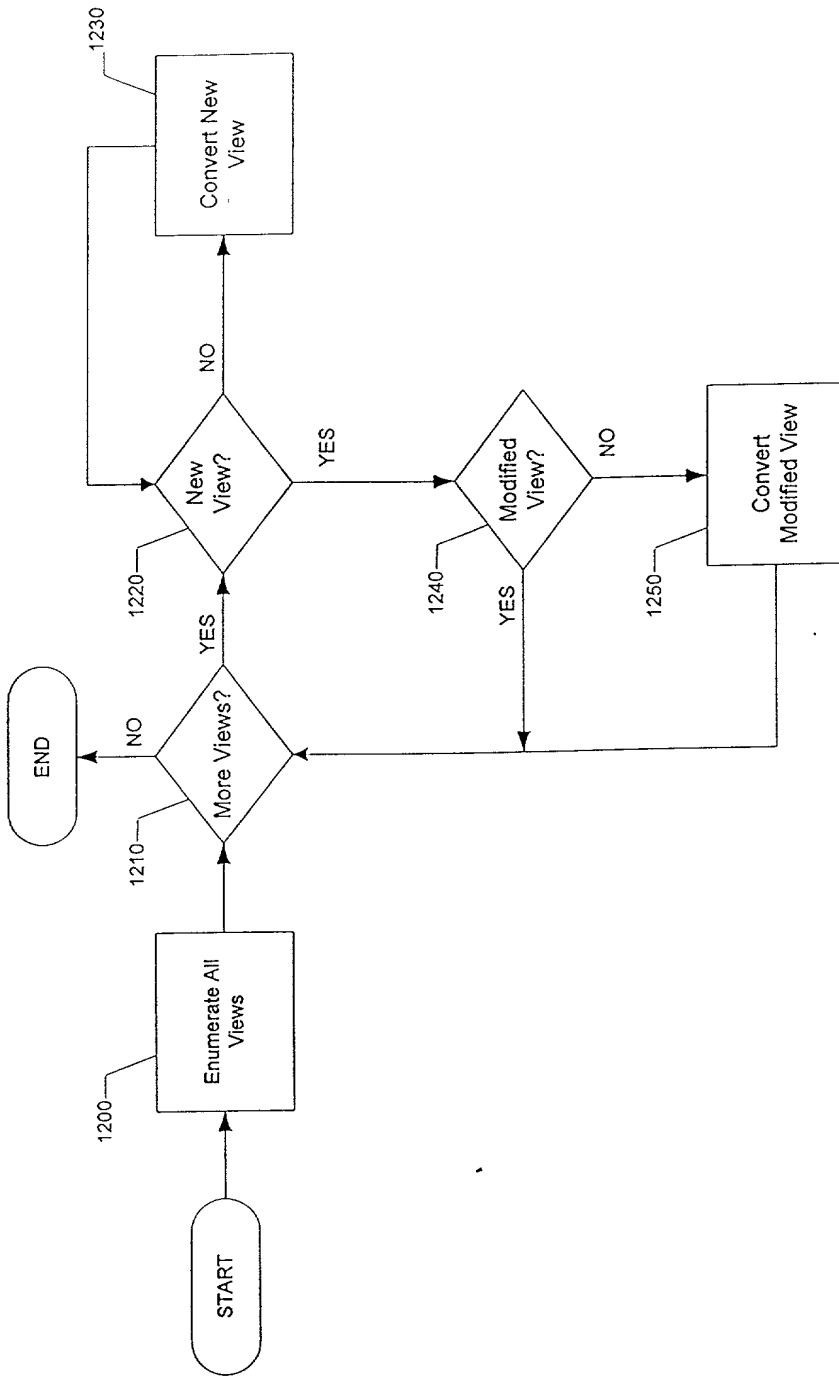 START
1200
Enumerate All
Views
1210
More Views?
NO
END
YES
1220
New
View?
NO
1230
Convert New
View
YES
1240
Modified
View?
YES
NO
1250
Convert
Modified View